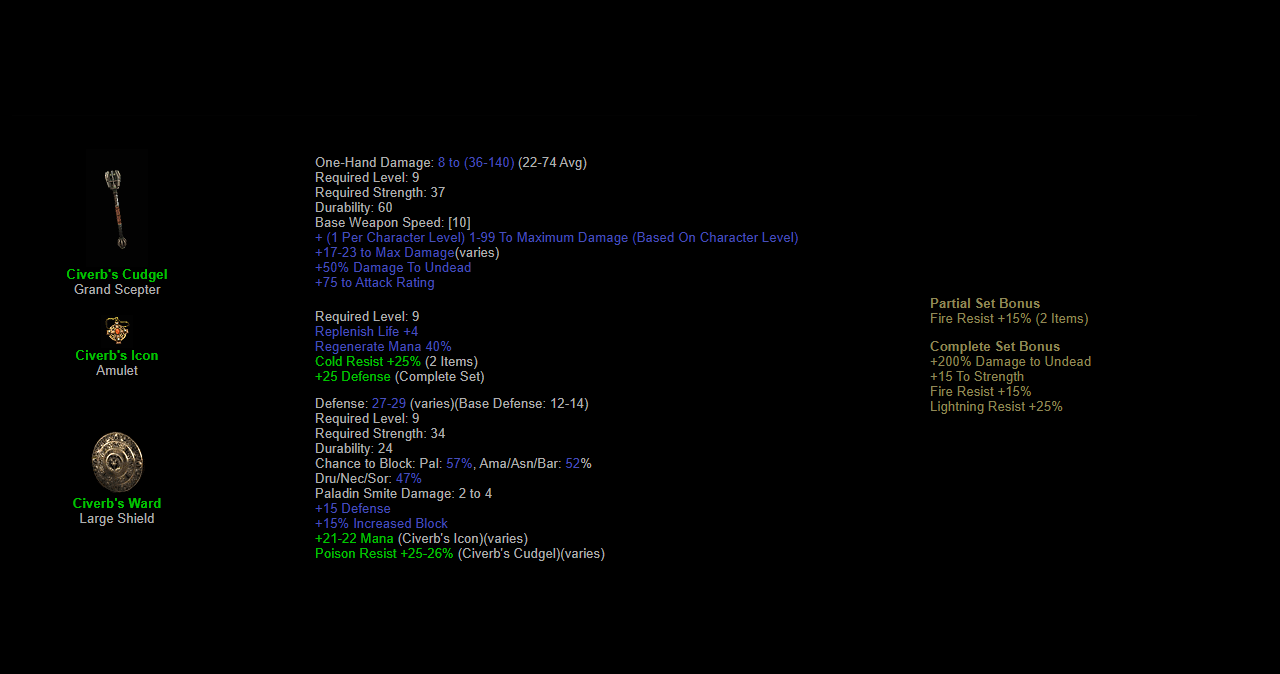 One-Hand Damage: 8 to (36-140) (22-74 Avg)
Required Level: 9
Required Strength: 37
Durability: 60
Base Weapon Speed: [10]
+ (1 Per Character Level) 1-99 To Maximum Damage (Based On Character Level)
+17-23 to Max Damage(varies)
+50% Damage To Undead
+75 to Attack Rating
Civerb's Cudgel
Grand Scepter
Required Level: 9
Replenish Life +4
Regenerate Mana 40%
Cold Resist +25% (2 Items)
+25 Defense (Complete Set)
Civerb's Icon
Amulet
Defense: 27-29 (varies)(Base Defense: 12-14)
Required Level: 9
Required Strength: 34
Durability: 24
Chance to Block: Pal: 57%, Ama/Asn/Bar: 52%
Dru/Nec/Sor: 47%
Paladin Smite Damage: 2 to 4
+15 Defense
+15% Increased Block
+21-22 Mana (Civerb's Icon)(varies)
Poison Resist +25-26% (Civerb's Cudgel)(varies)
Civerb's Ward
Large Shield
Partial Set Bonus
Fire Resist +15% (2 Items)
Complete Set Bonus
+200% Damage to Undead
+15 To Strength
Fire Resist +15%
Lightning Resist +25%